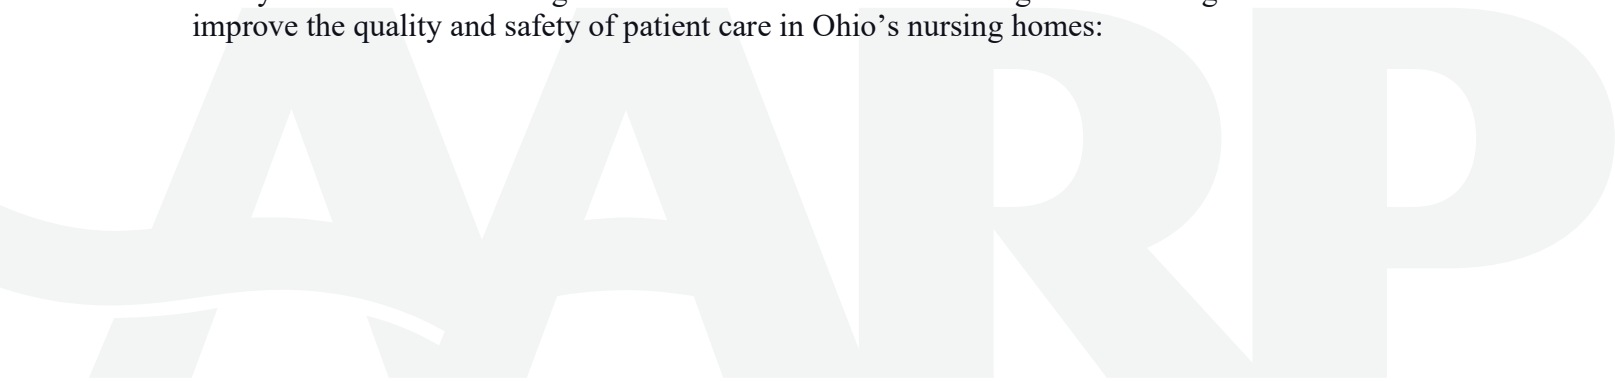 improve the quality and safety of patient care in Ohio’s nursing homes:
AARP